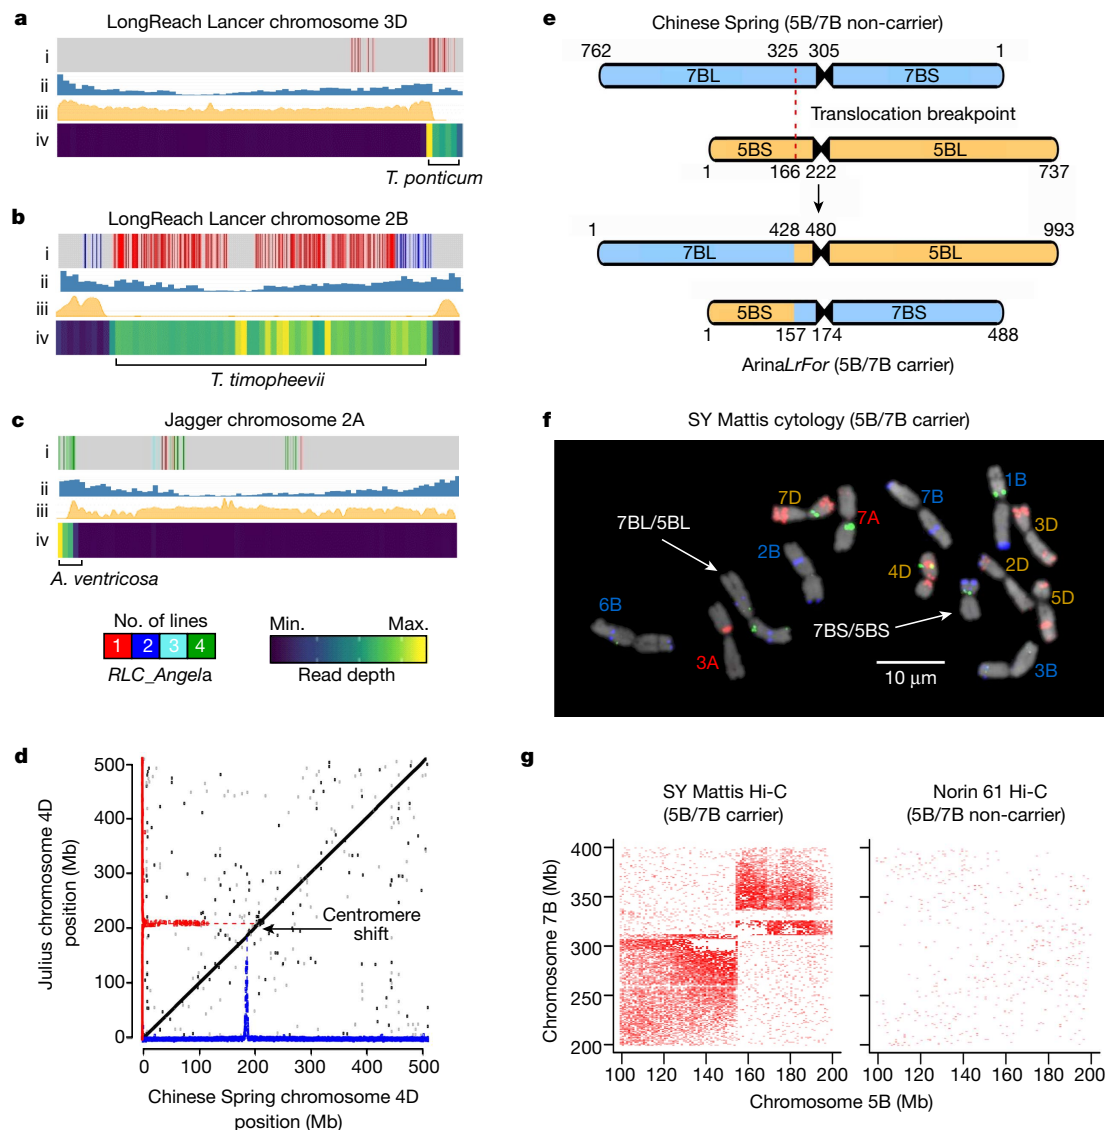 a
LongReach Lancer chromosome 3D
i
ii
iii
iv
T. ponticum
b
LongReach Lancer chromosome 2B
i
ii
iii
iv
T. timopheevii
c
Jagger chromosome 2A
i
ii
iii
iv
A. ventricosa
No. of lines
1 2 3 4
RLC_Angela
Min. Max.
Read depth
d
Julius chromosome 4D
position (Mb)
500
400
300
200
100
0
Centromere
shift
0 100 200 300 400 500
Chinese Spring chromosome 4D
position (Mb)
e
Chinese Spring (5B/7B non-carrier)
762 325 305 1
7BL 7BS
Translocation breakpoint
5BS 5BL
1 166 222 737
1 428 480 993
7BL 5BL
5BS 7BS
1 157 174 488
ArinaLrFor (5B/7B carrier)
f
SY Mattis cytology (5B/7B carrier)
7BL/5BL
7D
7A
7B
1B
3D
2B
4D
2D
5D
6B
3A
7BS/5BS
3B
10 μm
g
SY Mattis Hi-C
(5B/7B carrier)
Norin 61 Hi-C
(5B/7B non-carrier)
Chromosome 7B (Mb)
400
350
300
250
200
100 120 140 160 180 200
100 120 140 160 180 200
Chromosome 5B (Mb)